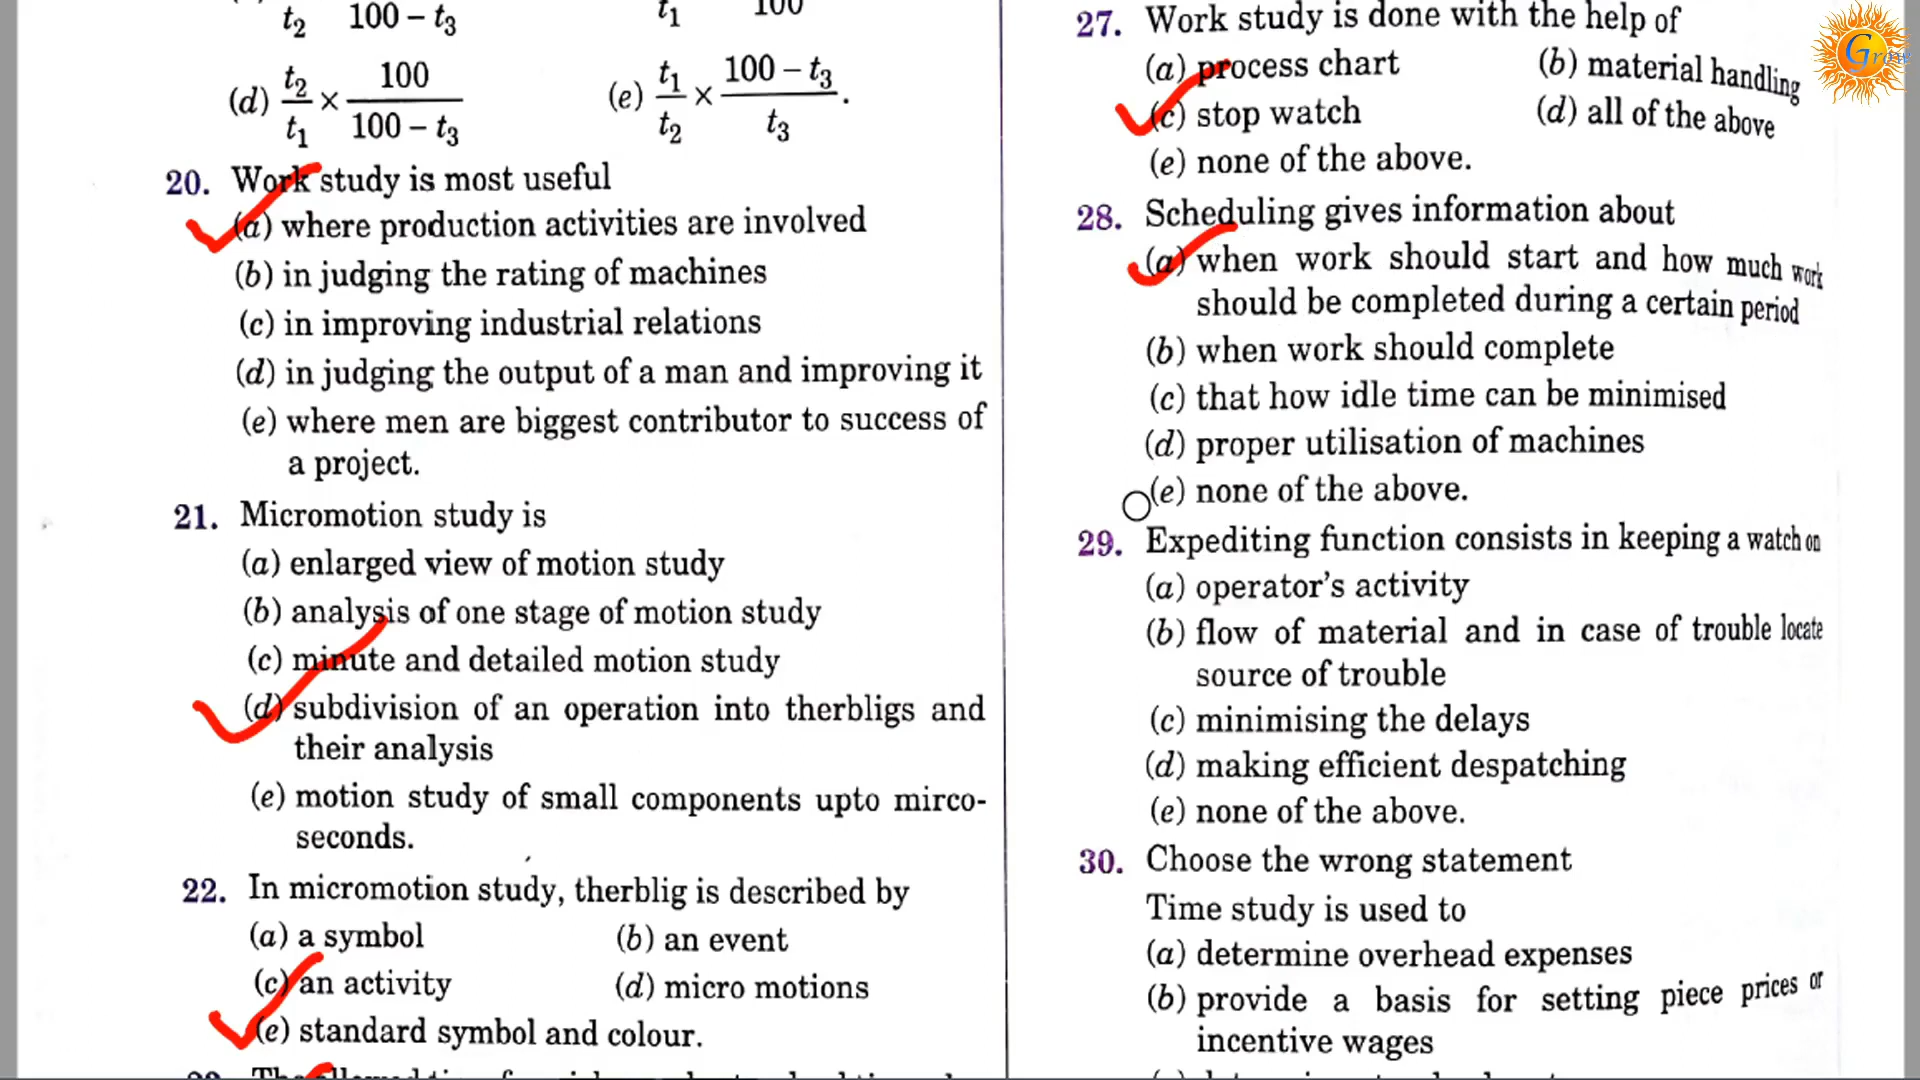 t2 100 – t3 t1 100
(d) t2/t1 × 100/(100 – t3) (e) t1/t2 × (100 – t3)/t3 .
20. Work study is most useful
(a) where production activities are involved
(b) in judging the rating of machines
(c) in improving industrial relations
(d) in judging the output of a man and improving it
(e) where men are biggest contributor to success of
a project.
21. Micromotion study is
(a) enlarged view of motion study
(b) analysis of one stage of motion study
(c) minute and detailed motion study
(d) subdivision of an operation into therbligs and
their analysis
(e) motion study of small components upto mirco-
seconds.
22. In micromotion study, therblig is described by
(a) a symbol (b) an event
(c) an activity (d) micro motions
(e) standard symbol and colour.
27. Work study is done with the help of
(a) process chart (b) material handling
(c) stop watch (d) all of the above
(e) none of the above.
28. Scheduling gives information about
(a) when work should start and how much work
should be completed during a certain period
(b) when work should complete
(c) that how idle time can be minimised
(d) proper utilisation of machines
(e) none of the above.
29. Expediting function consists in keeping a watch on
(a) operator's activity
(b) flow of material and in case of trouble locate
source of trouble
(c) minimising the delays
(d) making efficient despatching
(e) none of the above.
30. Choose the wrong statement
Time study is used to
(a) determine overhead expenses
(b) provide a basis for setting piece prices or
incentive wages
Grow